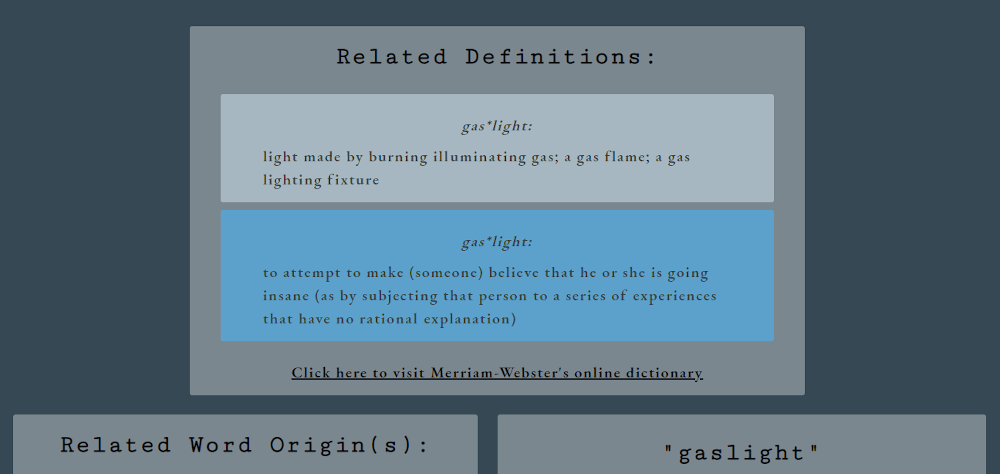 Related Definitions:
gas*light:
light made by burning illuminating gas; a gas flame; a gas
lighting fixture
gas*light:
to attempt to make (someone) believe that he or she is going
insane (as by subjecting that person to a series of experiences
that have no rational explanation)
Click here to visit Merriam-Webster's online dictionary
Related Word Origin(s):
"gaslight"